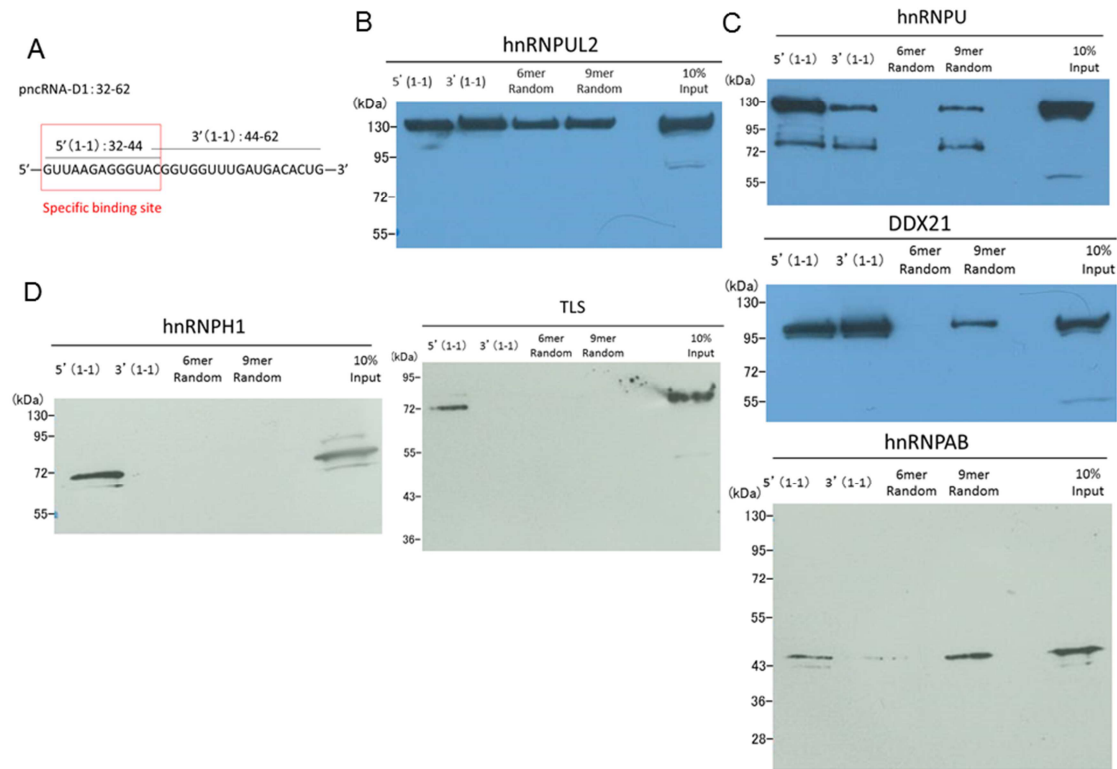 A
pncRNA-D1:32-62
5'(1-1):32-44
3'(1-1):44-62
5'—GUUAAGAGGGUACGGUGGUUUGAUGACACUG—3'
Specific binding site
B
hnRNPUL2
5'(1-1) 3'(1-1) 6mer Random 9mer Random 10% Input
(kDa)
130-
95-
72-
55-
C
hnRNPU
5'(1-1) 3'(1-1) 6mer Random 9mer Random 10% Input
(kDa)
130-
95-
72-
55-
DDX21
5'(1-1) 3'(1-1) 6mer Random 9mer Random 10% Input
(kDa)
130-
95-
72-
55-
hnRNPAB
5'(1-1) 3'(1-1) 6mer Random 9mer Random 10% Input
(kDa)
130-
95-
72-
55-
43-
36-
28-
D
hnRNPH1
5'(1-1) 3'(1-1) 6mer Random 9mer Random 10% Input
(kDa)
130-
95-
72-
55-
TLS
5'(1-1) 3'(1-1) 6mer Random 9mer Random 10% Input
(kDa)
95-
72-
55-
43-
36-